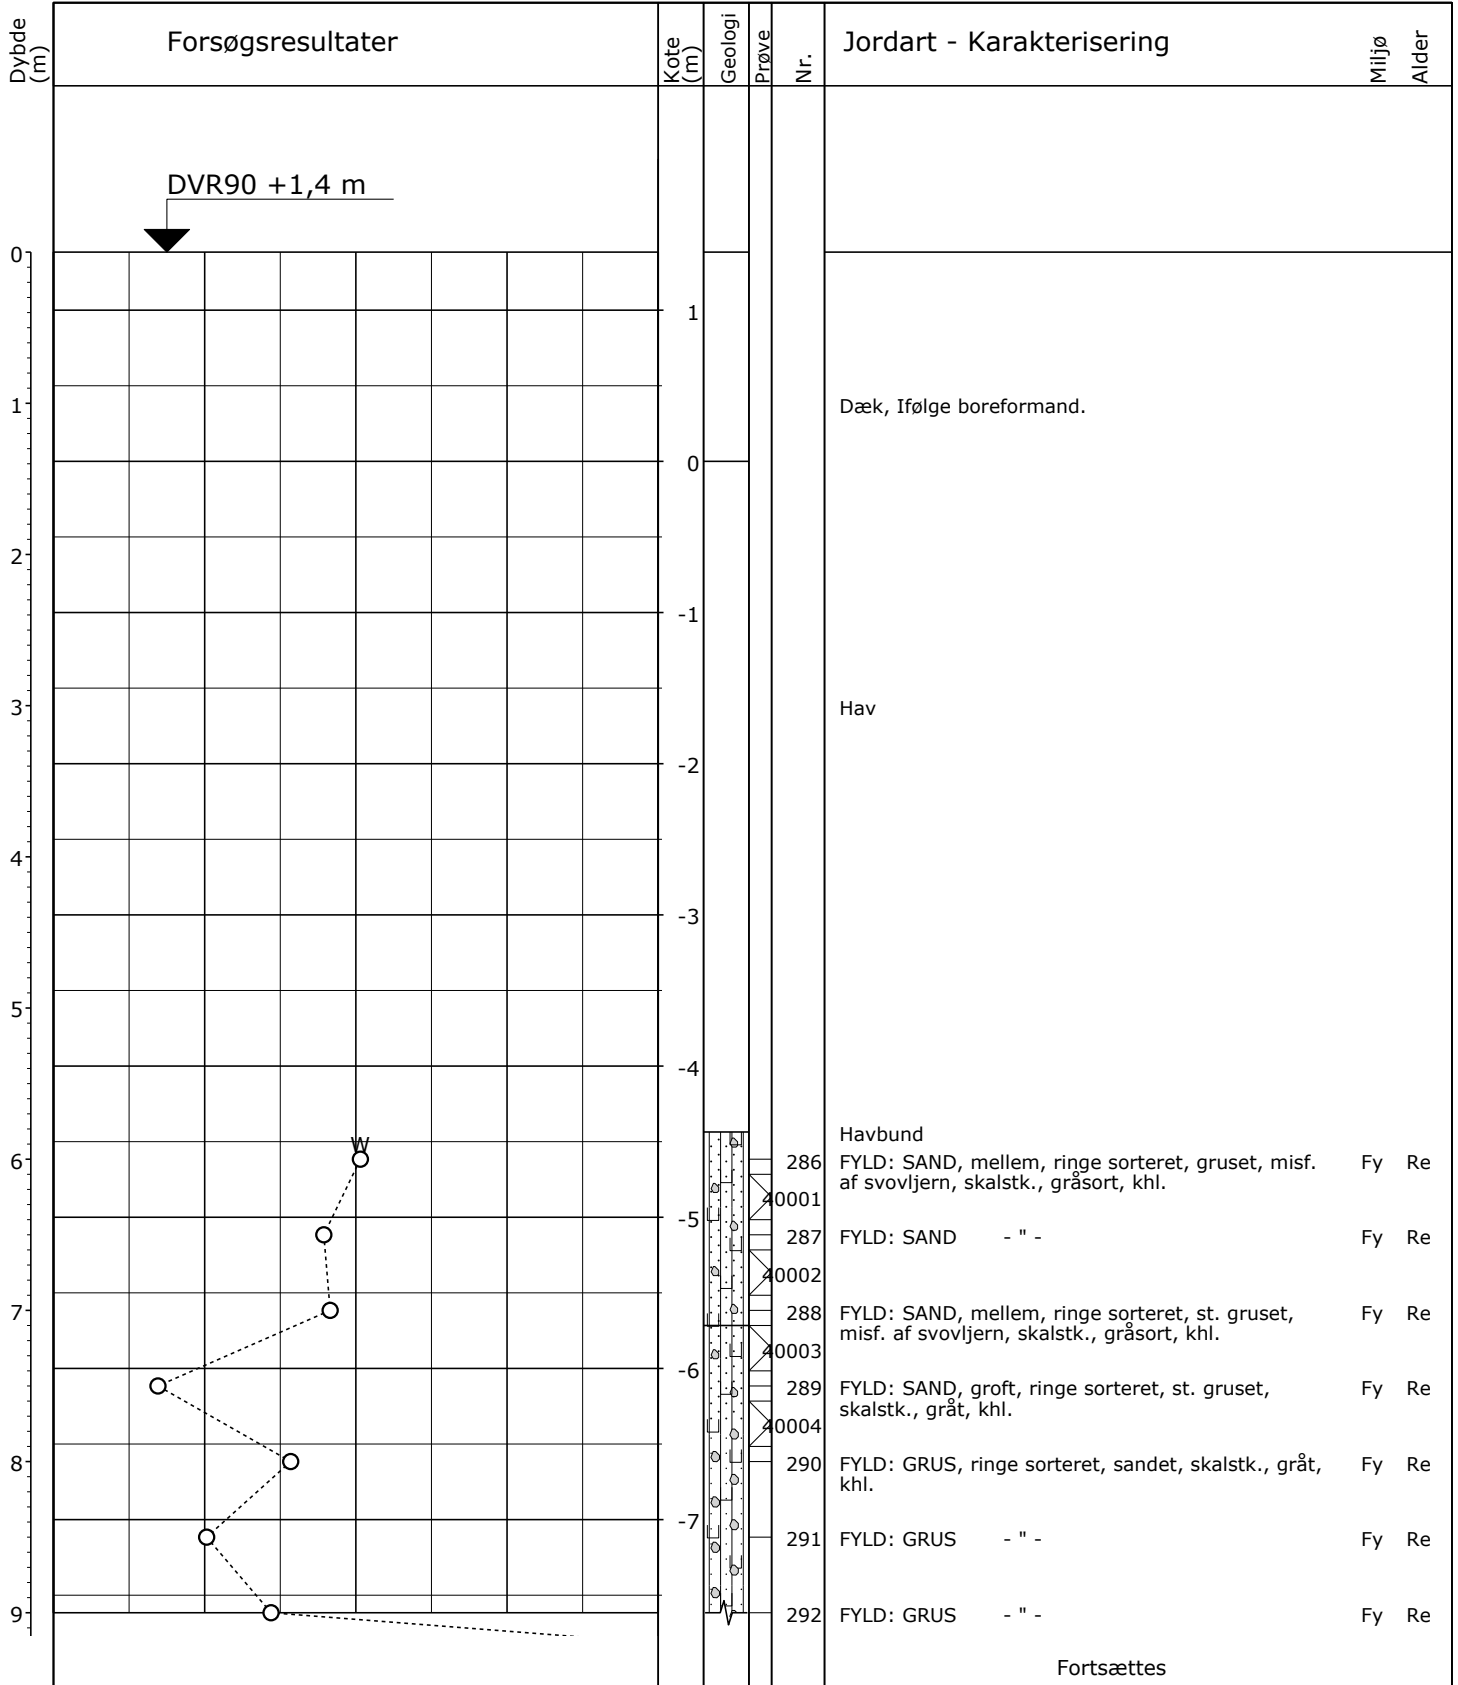 Dybde (m)
Forsøgsresultater
Kote (m)
Geologi
Prøve
Nr.
Jordart - Karakterisering
Miljø
Alder
DVR90 +1,4 m
0
1
1
Dæk, Ifølge boreformand.
0
2
-1
3
Hav
-2
4
-3
5
-4
Havbund
W
6
286 FYLD: SAND, mellem, ringe sorteret, gruset, misf. Fy Re
af svovljern, skalstk., gråsort, khl.
40001
-5
287 FYLD: SAND - " - Fy Re
40002
7
288 FYLD: SAND, mellem, ringe sorteret, st. gruset, Fy Re
misf. af svovljern, skalstk., gråsort, khl.
40003
-6
289 FYLD: SAND, groft, ringe sorteret, st. gruset, Fy Re
skalstk., gråt, khl.
40004
8
290 FYLD: GRUS, ringe sorteret, sandet, skalstk., gråt, Fy Re
khl.
-7
291 FYLD: GRUS - " - Fy Re
9
292 FYLD: GRUS - " - Fy Re
Fortsættes